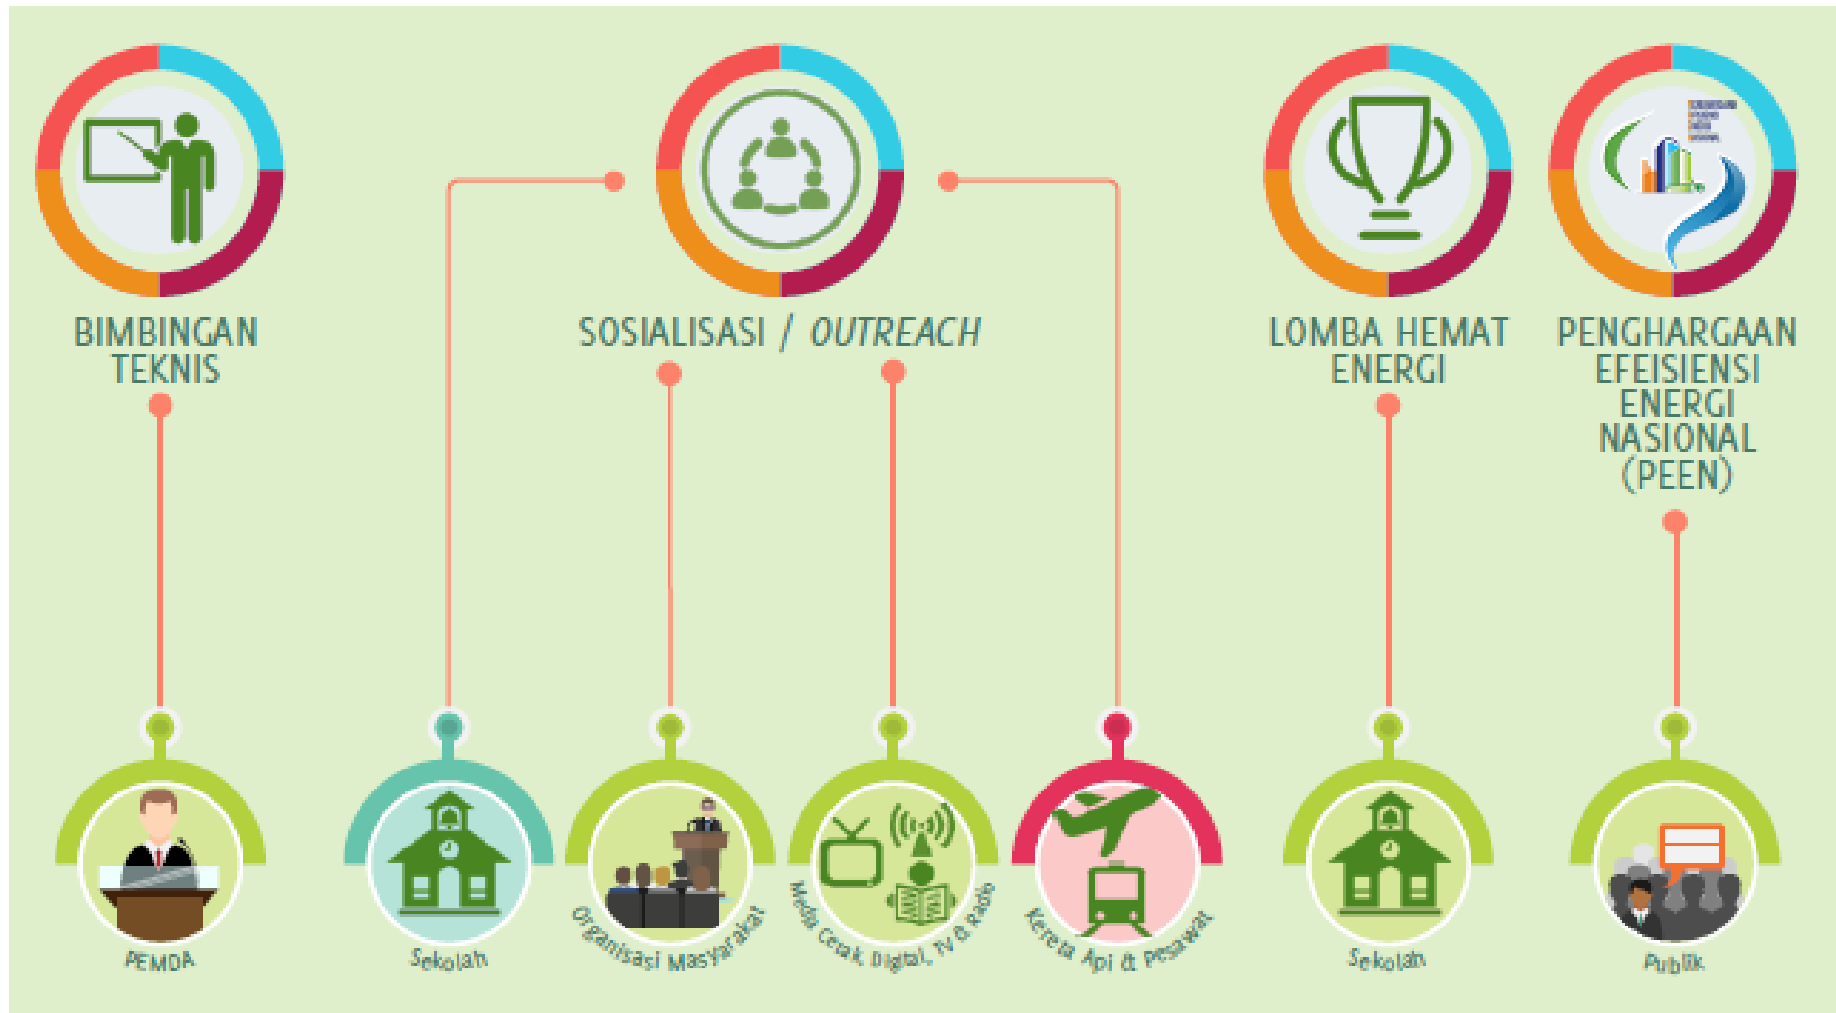 BIMBINGAN
TEKNIS
SOSIALISASI / OUTREACH
LOMBA HEMAT
ENERGI
PENGHARGAAN
EFEISIENSI
ENERGI
NASIONAL
(PEEN)
PEMDA
Sekolah
Organisasi Masyarakat
Media Cetak, Digital, TV & Radio
Kereta Api & Pesawat
Sekolah
Publik